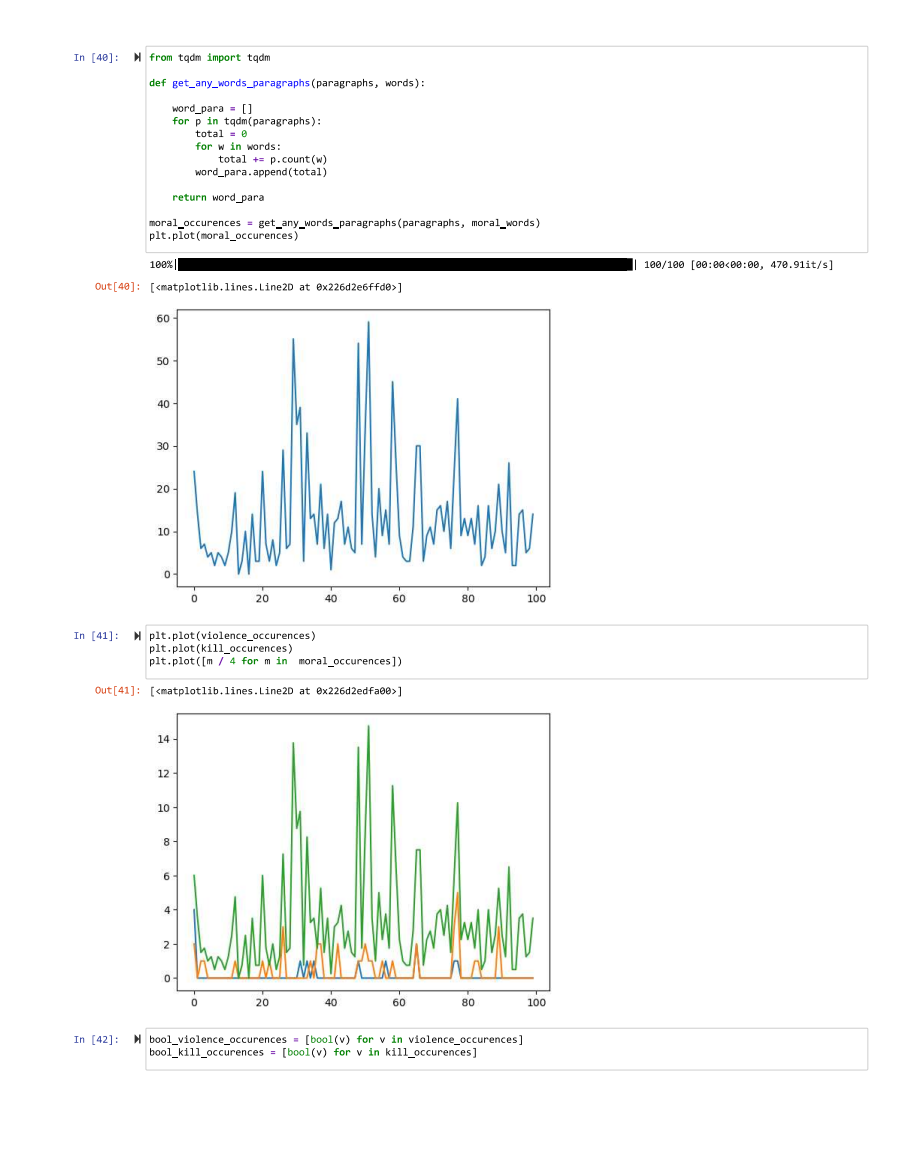 In [40]:
from tqdm import tqdm
def get_any_words_paragraphs(paragraphs, words):
    word_para = []
    for p in tqdm(paragraphs):
        total = 0
        for w in words:
            total += p.count(w)
        word_para.append(total)
    return word_para
moral_occurences = get_any_words_paragraphs(paragraphs, moral_words)
plt.plot(moral_occurences)
100%| | 100/100 [00:00<00:00, 470.91it/s]
Out[40]: [<matplotlib.lines.Line2D at 0x226d2e6ffd0>]
60
50
40
30
20
10
0
0 20 40 60 80 100
In [41]:
plt.plot(violence_occurences)
plt.plot(kill_occurences)
plt.plot([m / 4 for m in  moral_occurences])
Out[41]: [<matplotlib.lines.Line2D at 0x226d2edfa00>]
14
12
10
8
6
4
2
0
0 20 40 60 80 100
In [42]:
bool_violence_occurences = [bool(v) for v in violence_occurences]
bool_kill_occurences = [bool(v) for v in kill_occurences]